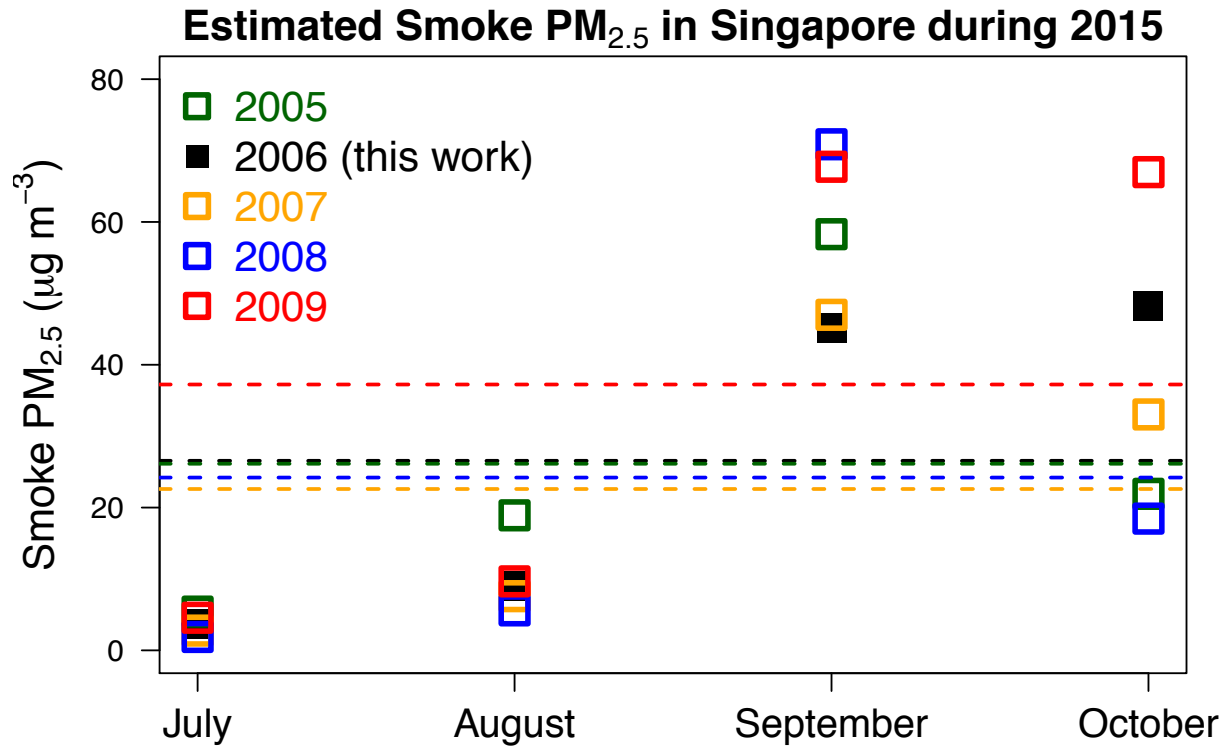 Estimated Smoke PM2.5 in Singapore during 2015
Smoke PM2.5 (μg m−3)
80
60
40
20
0
2005
2006 (this work)
2007
2008
2009
July August September October